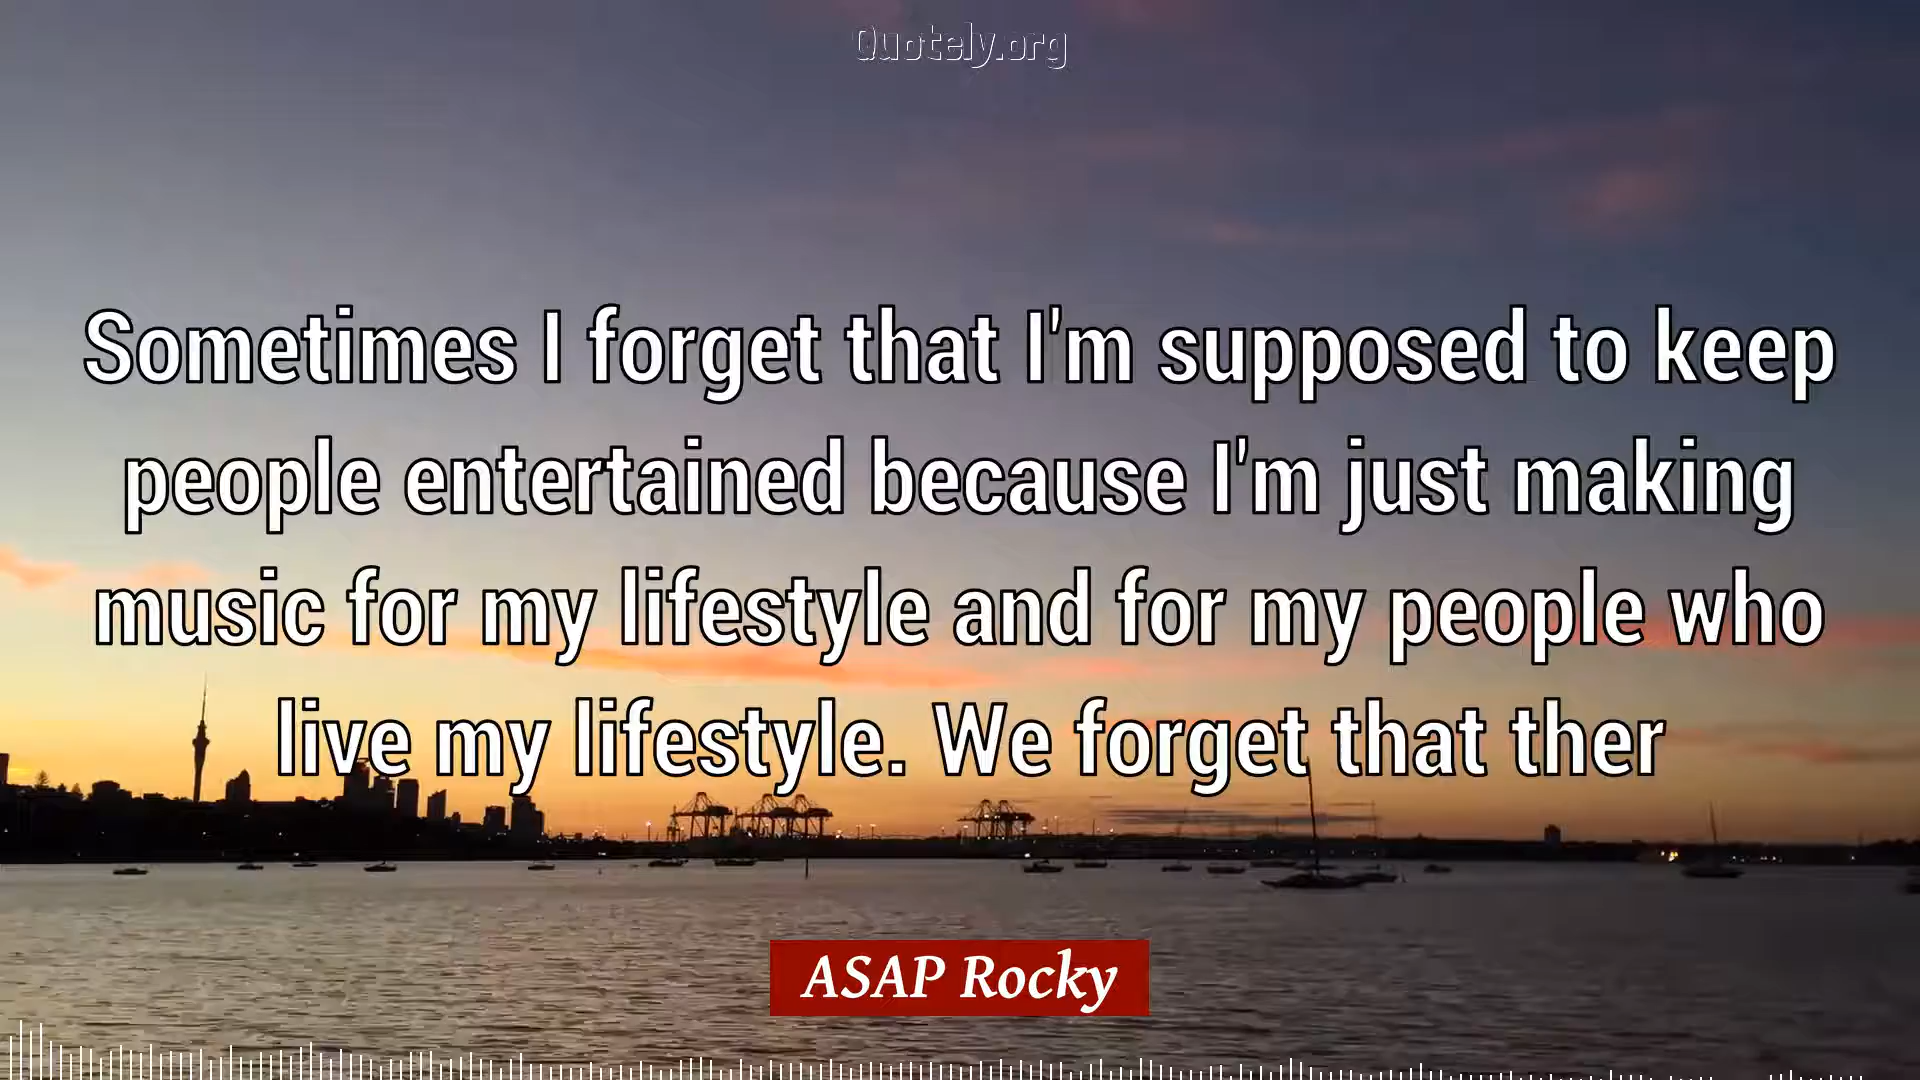 Quotely.org
Sometimes I forget that I'm supposed to keep
people entertained because I'm just making
music for my lifestyle and for my people who
live my lifestyle. We forget that ther
ASAP Rocky